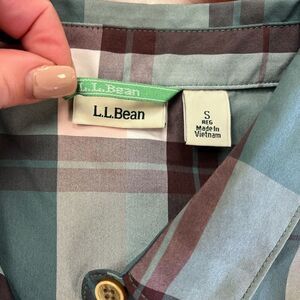 L.L.Bean
L.L.Bean
S
REG
Made in
Vietnam